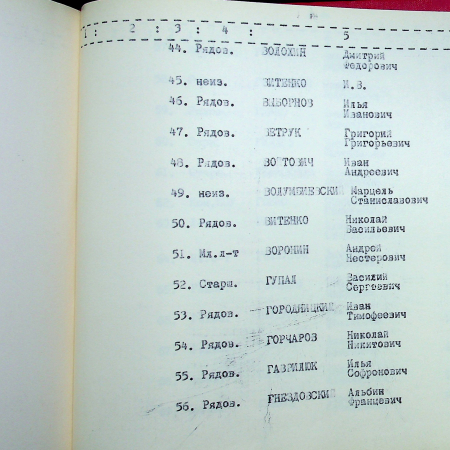 1 : 2 : 3 : 4 : 5
44. Рядов. ВОЛОХИН Дмитрий
Федорович
45. неиз. ВИТЕНКО И.В.
46. Рядов. ВЫБОРНОВ Илья
Иванович
47. Рядов. ВЕТРУК Григорий
Григорьевич
48. Рядов. ВОЙТОВИЧ Иван
Андреевич
49. неиз. Марцель
Станиславович
50. Рядов. ВИТЕНКО Николай
Васильевич
51. Мл.л-т ВОРОНИН Андрей
Нестерович
52. Старш. ГУПАЛ Василий
Сергеевич
53. Рядов. ГОРОДНИЦКИЙ Иван
Тимофеевич
54. Рядов. ГОРЧАРОВ Николай
Никитович
55. Рядов. ГАВРИЛЮК Илья
Софронович
56. Рядов. ГНЕЗДОВСКИЙ Альбин
Францевич